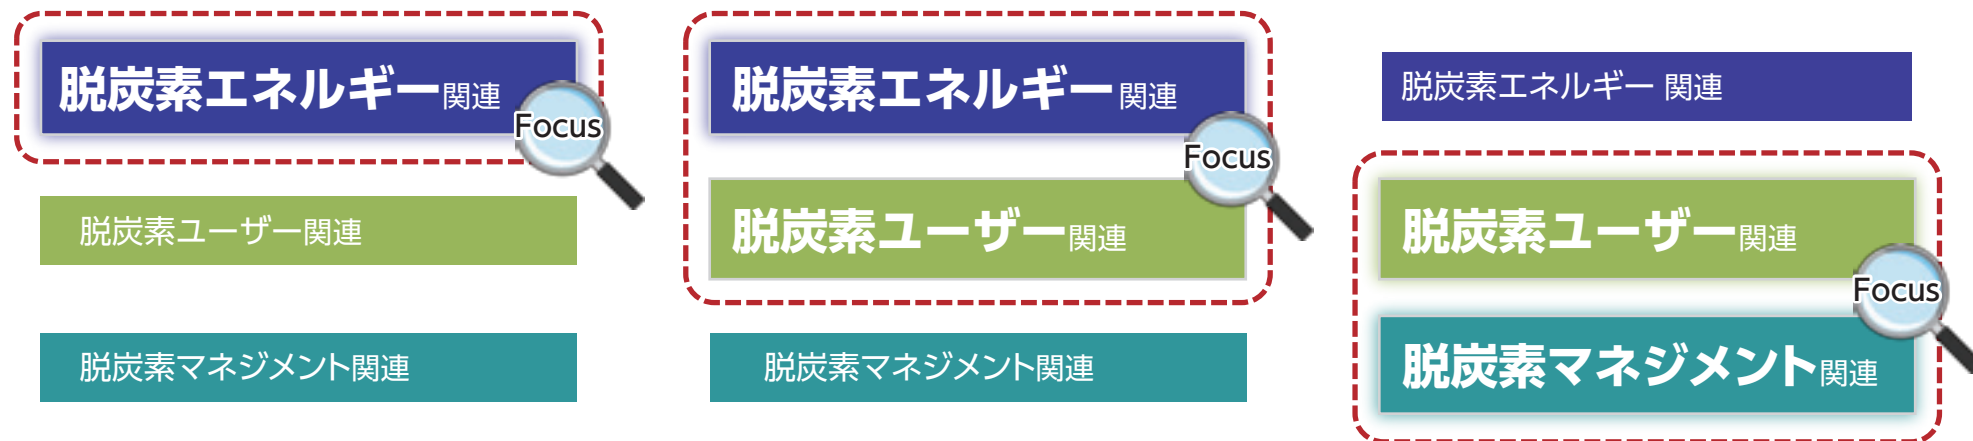 脱炭素エネルギー関連
Focus
脱炭素ユーザー関連
脱炭素マネジメント関連
脱炭素エネルギー関連
Focus
脱炭素ユーザー関連
脱炭素マネジメント関連
脱炭素エネルギー 関連
脱炭素ユーザー関連
Focus
脱炭素マネジメント関連